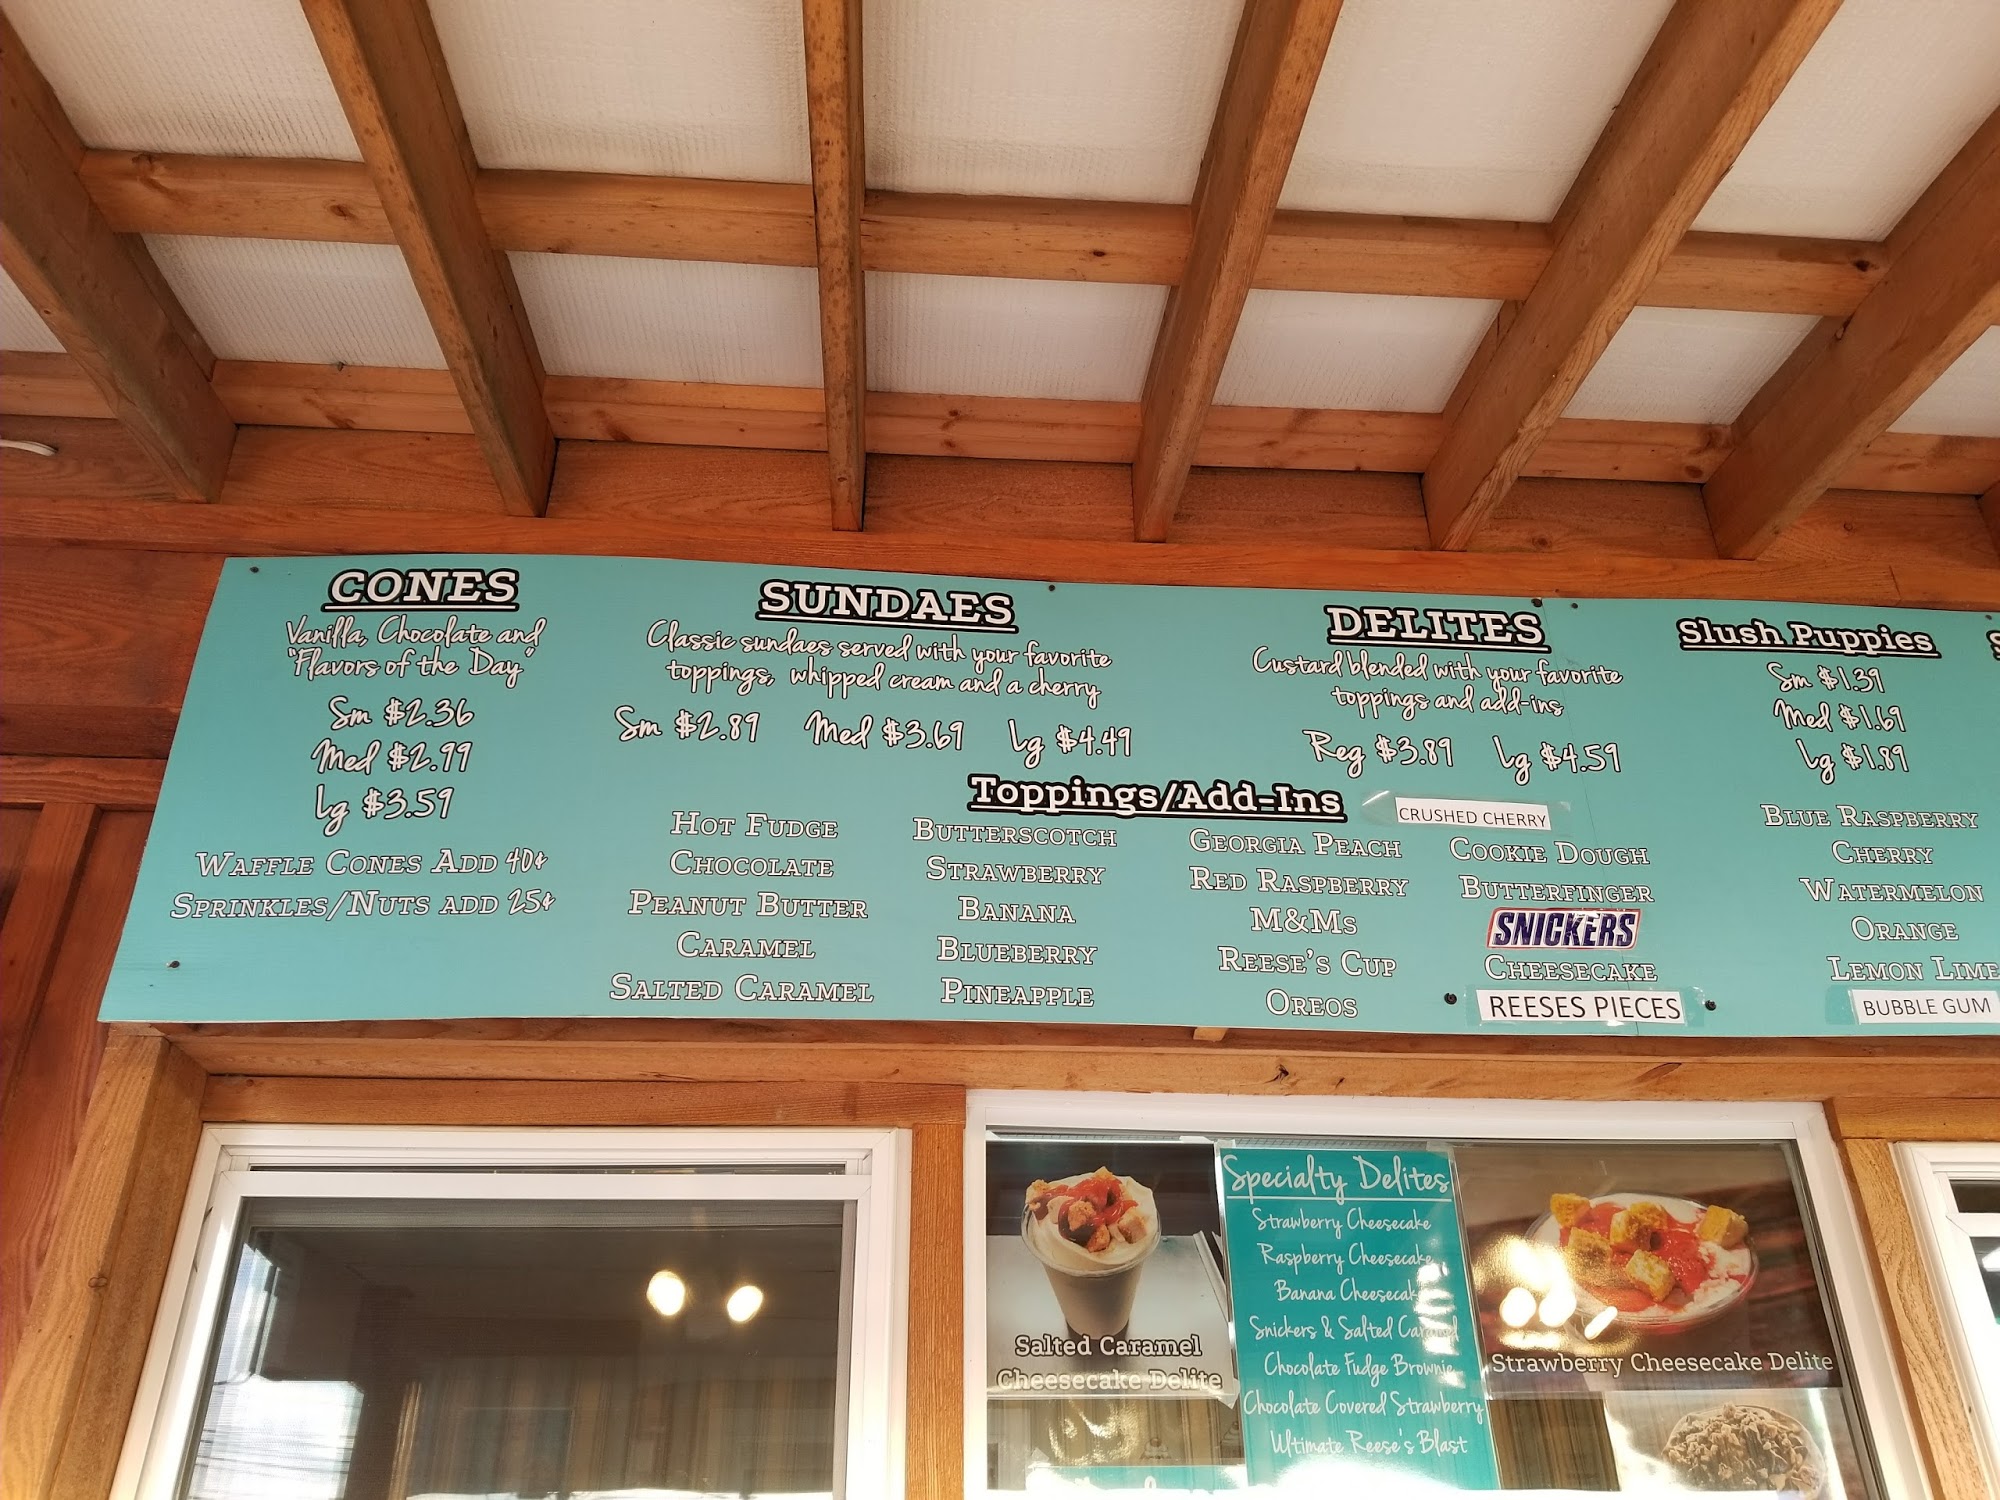 CONES
Vanilla, Chocolate and
"Flavors of the Day"
Sm $2.36
Med $2.99
Lg $3.59
WAFFLE CONES ADD 40¢
SPRINKLES/NUTS ADD 25¢
SUNDAES
Classic sundaes served with your favorite
toppings, whipped cream and a cherry
Sm $2.89 Med $3.69 Lg $4.49
DELITES
Custard blended with your favorite
toppings and add-ins
Reg $3.89 Lg $4.59
Toppings/Add-Ins
HOT FUDGE
CHOCOLATE
PEANUT BUTTER
CARAMEL
SALTED CARAMEL
BUTTERSCOTCH
STRAWBERRY
BANANA
BLUEBERRY
PINEAPPLE
GEORGIA PEACH
RED RASPBERRY
M&MS
REESE'S CUP
OREOS
CRUSHED CHERRY
COOKIE DOUGH
BUTTERFINGER
SNICKERS
CHEESECAKE
REESES PIECES
Slush Puppies
Sm $1.39
Med $1.69
Lg $1.89
BLUE RASPBERRY
CHERRY
WATERMELON
ORANGE
LEMON LIME
BUBBLE GUM
Salted Caramel
Cheesecake Delite
Specialty Delites
Strawberry Cheesecake
Raspberry Cheesecake
Banana Cheesecake
Snickers & Salted Caramel
Chocolate Fudge Brownie
Chocolate Covered Strawberry
Ultimate Reese's Blast
Strawberry Cheesecake Delite